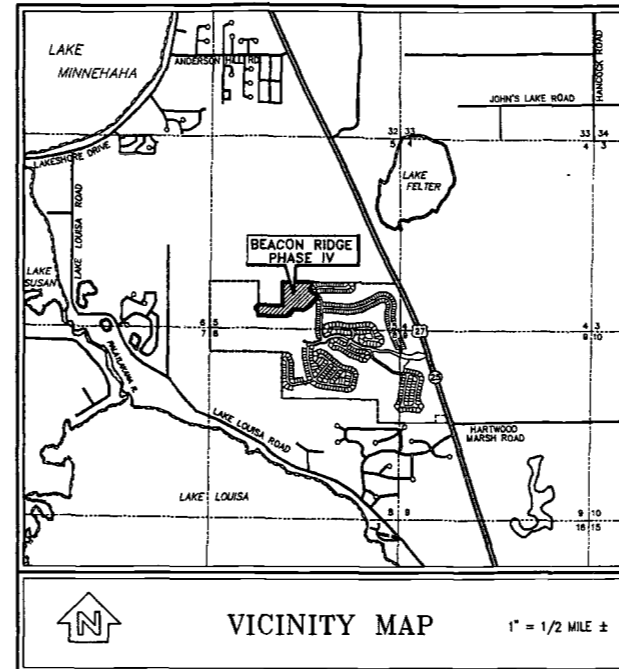 LAKE
MINNEHAHA
ANDERSON HILL RD.
HANCOCK ROAD
JOHN'S LAKE ROAD
32 33
5 4
33 34
4 3
LAKESHORE DRIVE
LAKE
FELTER
LAKE LOUISA ROAD
BEACON RIDGE
PHASE IV
LAKE
SUSAN
6 5
7 8
27
4 3
9 10
25
LAKE LOUISA ROAD
HARTWOOD
MARSH ROAD
LAKE LOUISA
8 9
9 10
16 15
N
VICINITY MAP
1" = 1/2 MILE ±